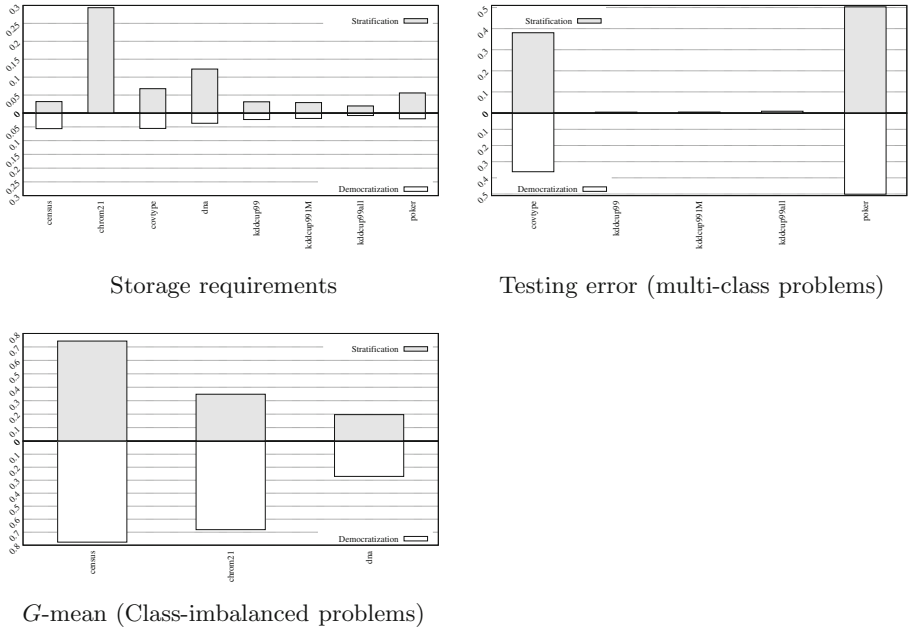 0.3
0.25
0.2
0.15
0.1
0.05
0
0.05
0.1
0.15
0.2
0.25
0.3
Stratification
Democratization
census
chrom21
covtype
dna
kddcup99
kddcup991M
kddcup99all
poker
Storage requirements
0.5
0.4
0.3
0.2
0.1
0
0.1
0.2
0.3
0.4
0.5
Stratification
Democratization
covtype
kddcup99
kddcup991M
kddcup99all
poker
Testing error (multi-class problems)
0.8
0.7
0.6
0.5
0.4
0.3
0.2
0.1
0
0.1
0.2
0.3
0.4
0.5
0.6
0.7
0.8
Stratification
Democratization
census
chrom21
dna
G-mean (Class-imbalanced problems)